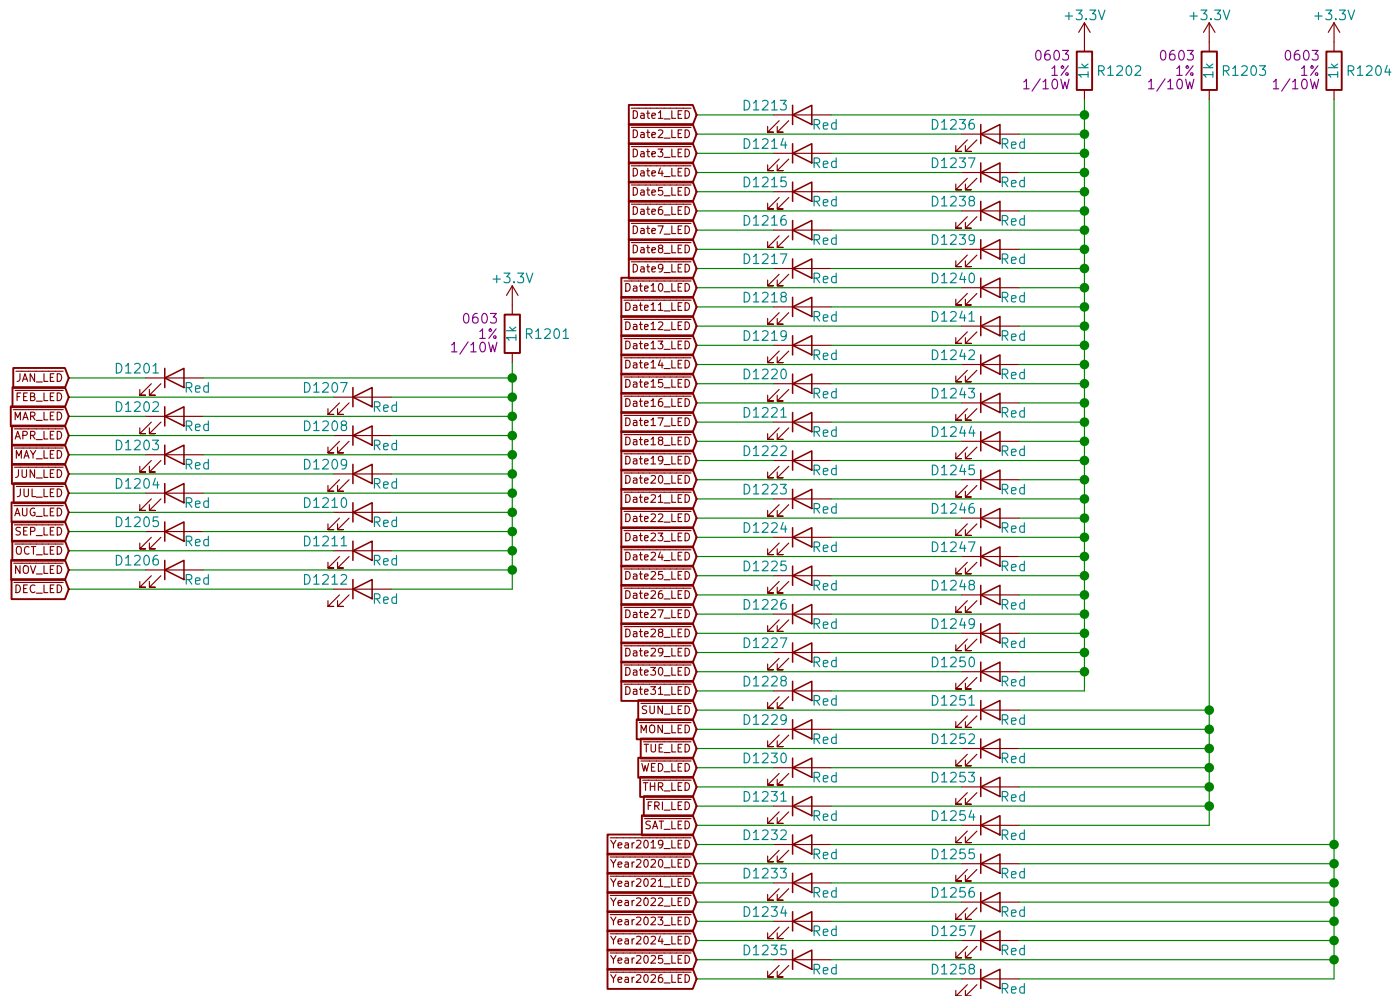 +3.3V +3.3V +3.3V
0603 1% 1/10W 1k R1202
0603 1% 1/10W 1k R1203
0603 1% 1/10W 1k R1204
Date1_LED D1213 Red
Date2_LED D1236 Red
Date3_LED D1214 Red
Date4_LED D1237 Red
Date5_LED D1215 Red
Date6_LED D1238 Red
Date7_LED D1216 Red
Date8_LED D1239 Red
Date9_LED D1217 Red
Date10_LED D1240 Red
Date11_LED D1218 Red
Date12_LED D1241 Red
Date13_LED D1219 Red
Date14_LED D1242 Red
Date15_LED D1220 Red
Date16_LED D1243 Red
Date17_LED D1221 Red
Date18_LED D1244 Red
Date19_LED D1222 Red
Date20_LED D1245 Red
Date21_LED D1223 Red
Date22_LED D1246 Red
Date23_LED D1224 Red
Date24_LED D1247 Red
Date25_LED D1225 Red
Date26_LED D1248 Red
Date27_LED D1226 Red
Date28_LED D1249 Red
Date29_LED D1227 Red
Date30_LED D1250 Red
Date31_LED D1228 Red
SUN_LED D1251 Red
MON_LED D1229 Red
TUE_LED D1252 Red
WED_LED D1230 Red
THR_LED D1253 Red
FRI_LED D1231 Red
SAT_LED D1254 Red
Year2019_LED D1232 Red
Year2020_LED D1255 Red
Year2021_LED D1233 Red
Year2022_LED D1256 Red
Year2023_LED D1234 Red
Year2024_LED D1257 Red
Year2025_LED D1235 Red
Year2026_LED D1258 Red
+3.3V
0603 1% 1/10W 1k R1201
JAN_LED D1201 Red
FEB_LED D1207 Red
MAR_LED D1202 Red
APR_LED D1208 Red
MAY_LED D1203 Red
JUN_LED D1209 Red
JUL_LED D1204 Red
AUG_LED D1210 Red
SEP_LED D1205 Red
OCT_LED D1211 Red
NOV_LED D1206 Red
DEC_LED D1212 Red